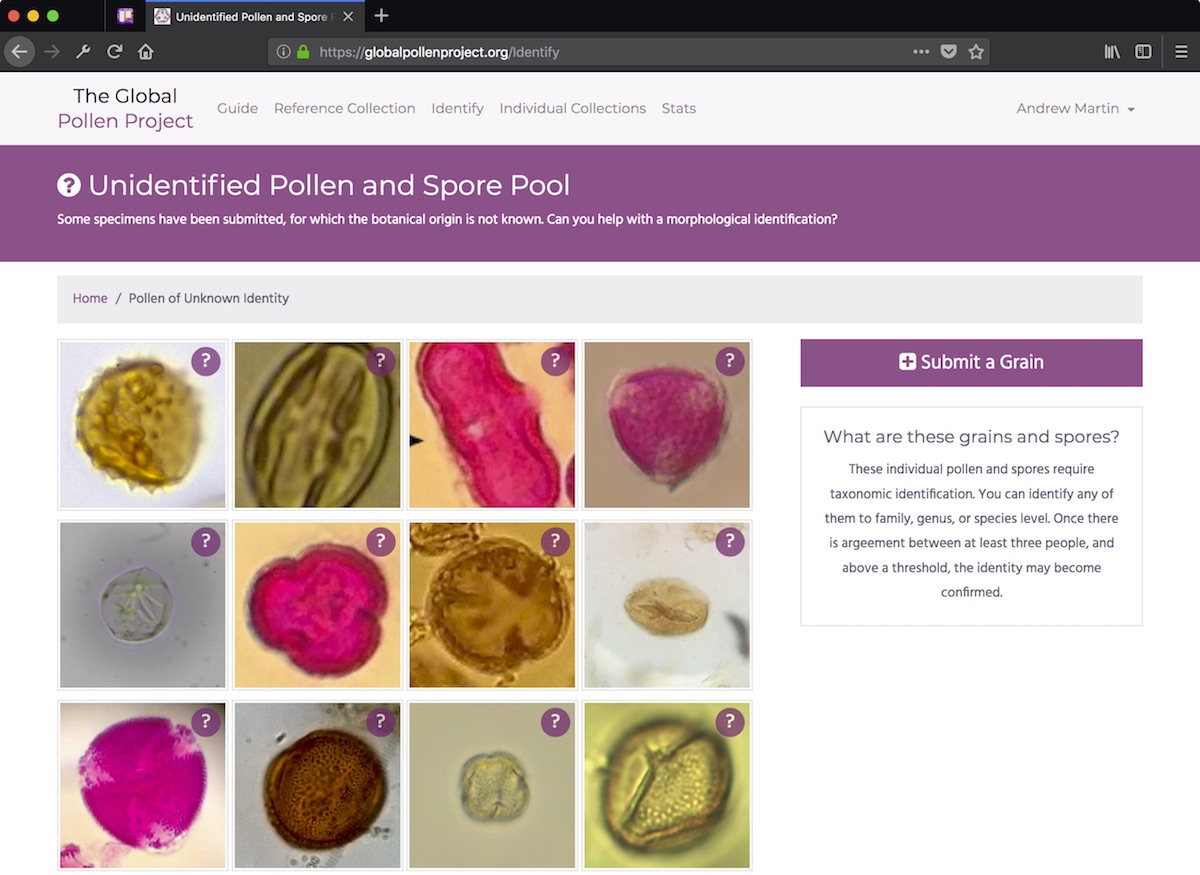 Unidentified Pollen and Spore P
https://globalpollenproject.org/Identify
The Global
Pollen Project
Guide
Reference Collection
Identify
Individual Collections
Stats
Andrew Martin
? Unidentified Pollen and Spore Pool
Some specimens have been submitted, for which the botanical origin is not known. Can you help with a morphological identification?
Home / Pollen of Unknown Identity
? ? ? ?
? ? ? ?
? ? ? ?
Submit a Grain
What are these grains and spores?
These individual pollen and spores require
taxonomic identification. You can identify any of
them to family, genus, or species level. Once there
is argeement between at least three people, and
above a threshold, the identity may become
confirmed.